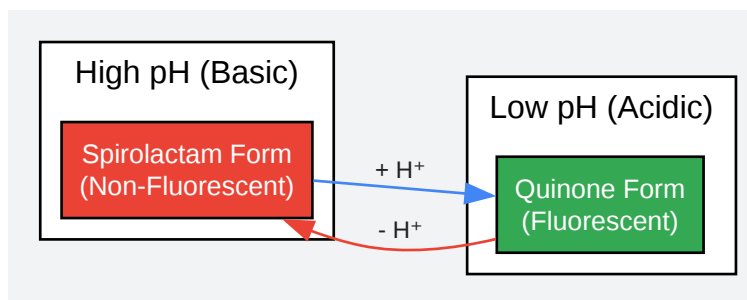 High pH (Basic)
Spirolactam Form
(Non-Fluorescent)
+ H⁺
- H⁺
Low pH (Acidic)
Quinone Form
(Fluorescent)